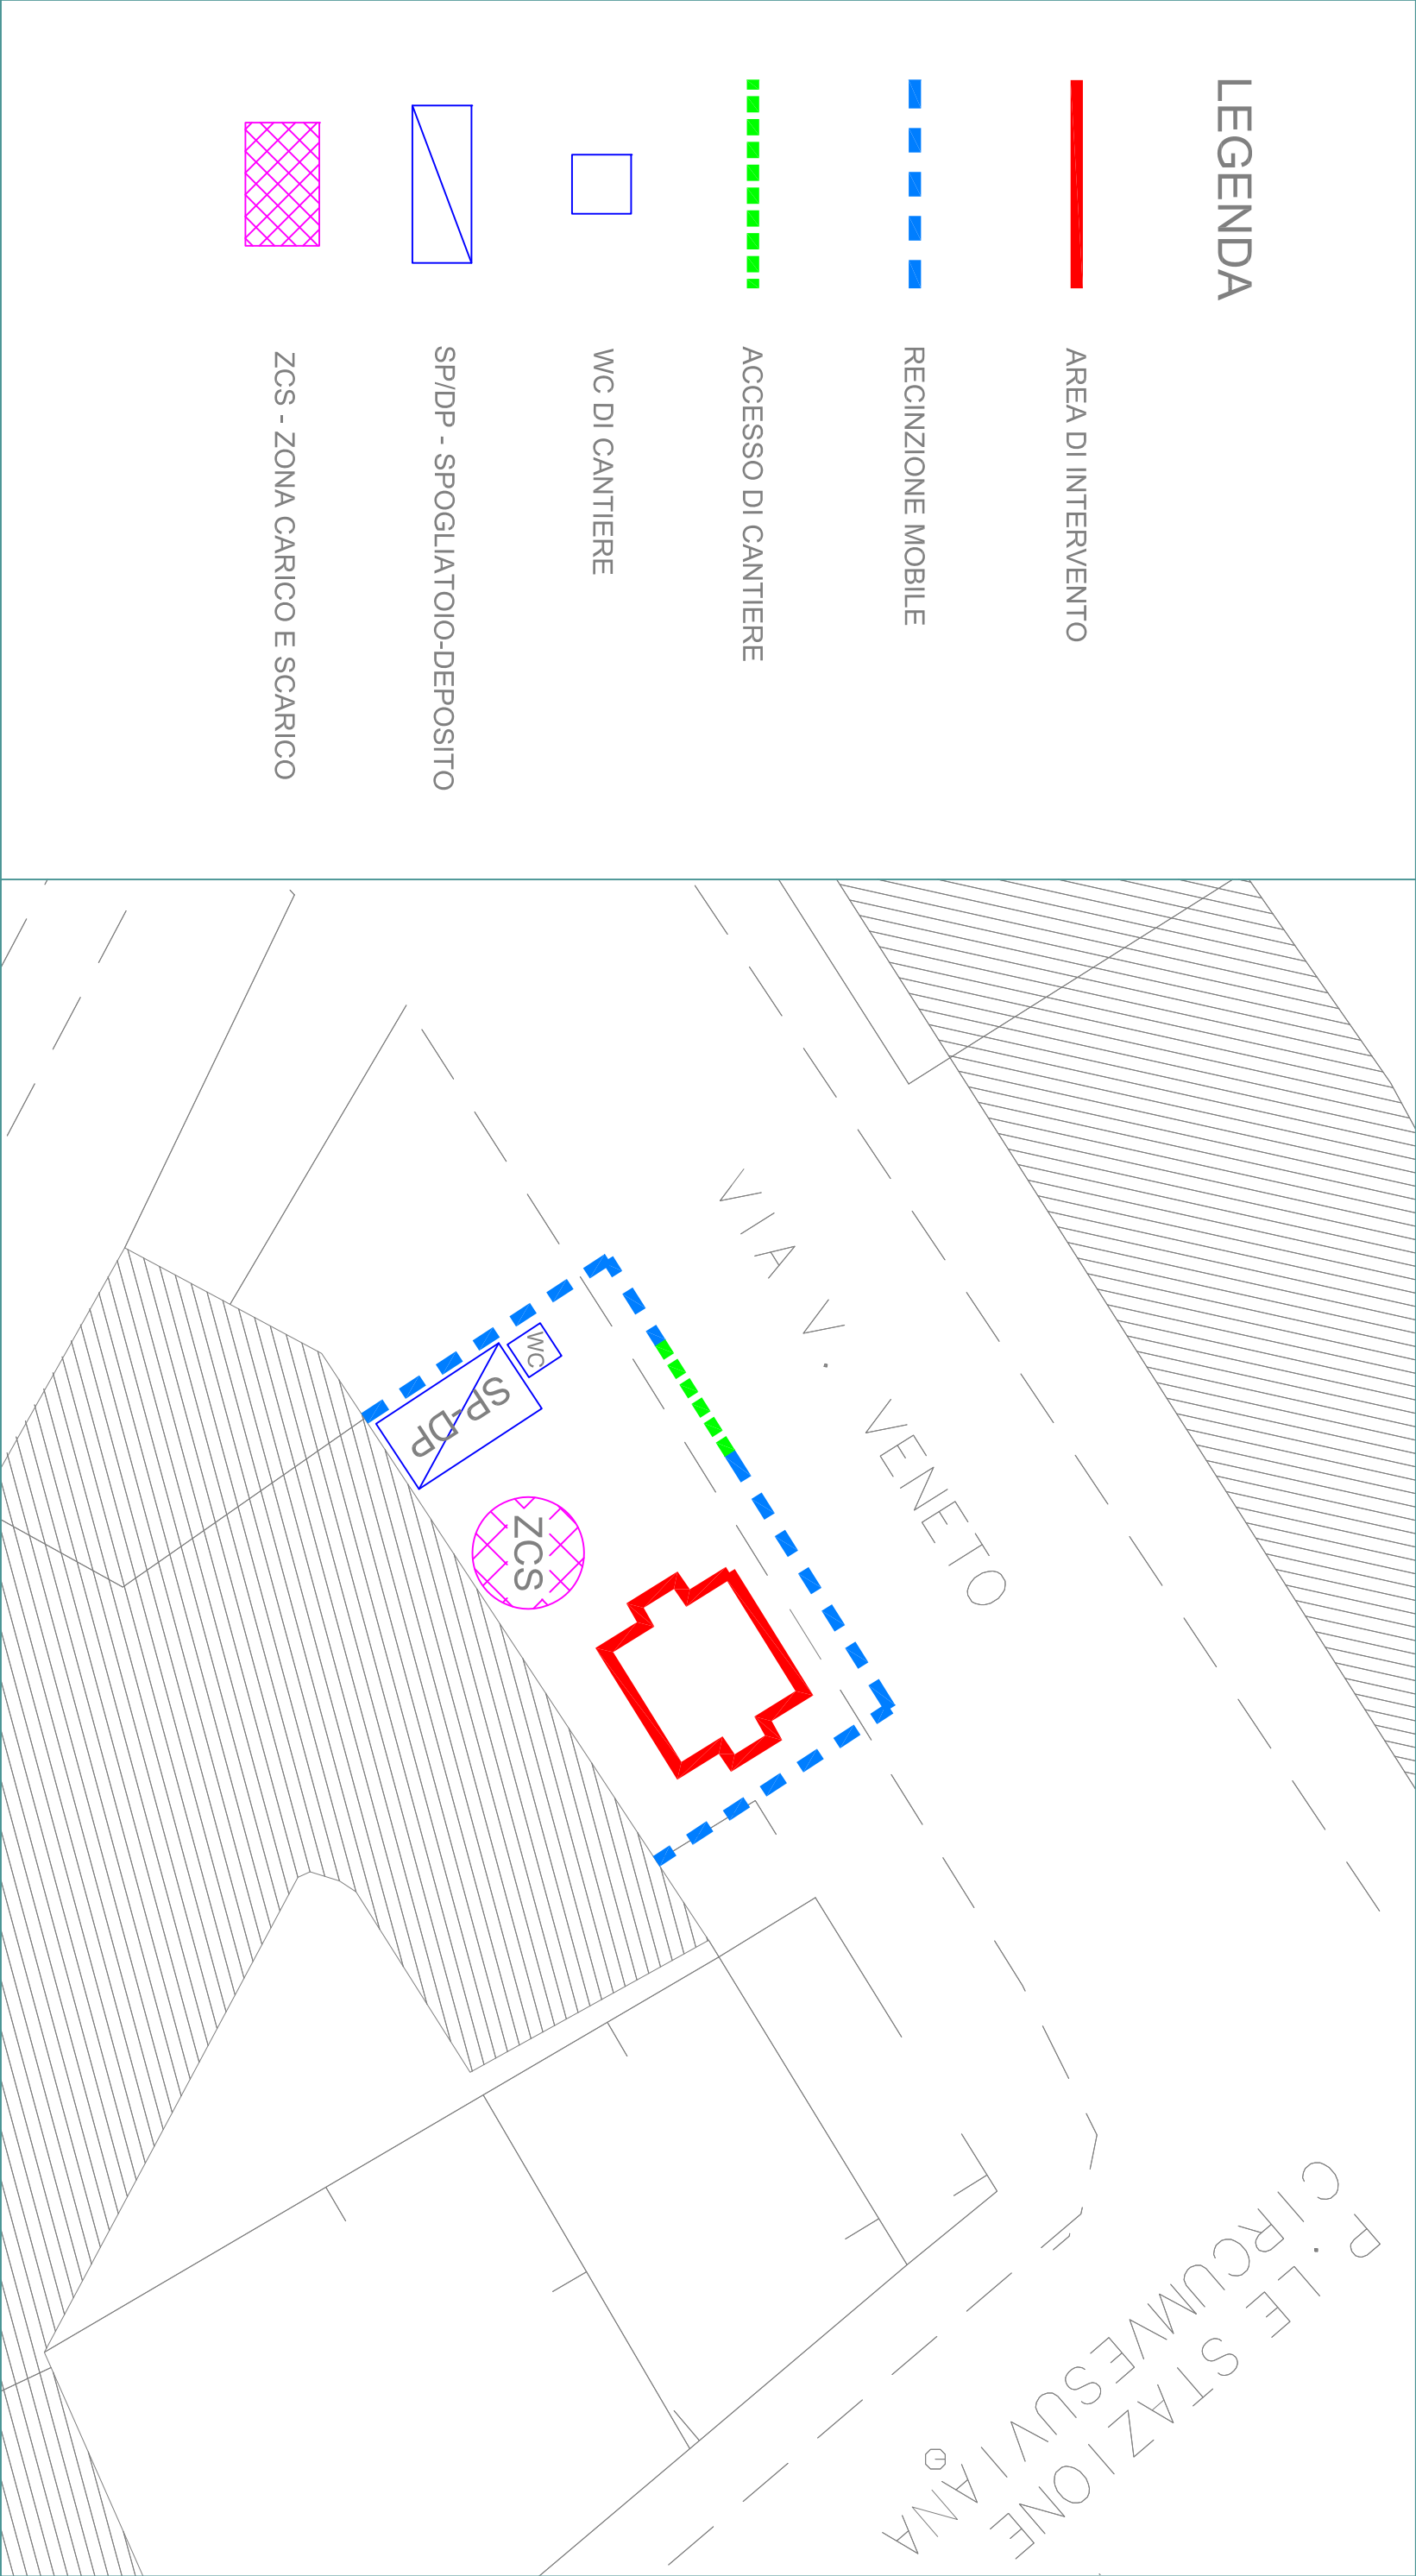 LEGENDA
AREA DI INTERVENTO
RECINZIONE MOBILE
ACCESSO DI CANTIERE
WC DI CANTIERE
SP/DP - SPOGLIATOIO-DEPOSITO
ZCS - ZONA CARICO E SCARICO
VIA V. VENETO
WC
SP-DP
ZCS
P.LE STAZIONE
CIRCUMVESUVIANA